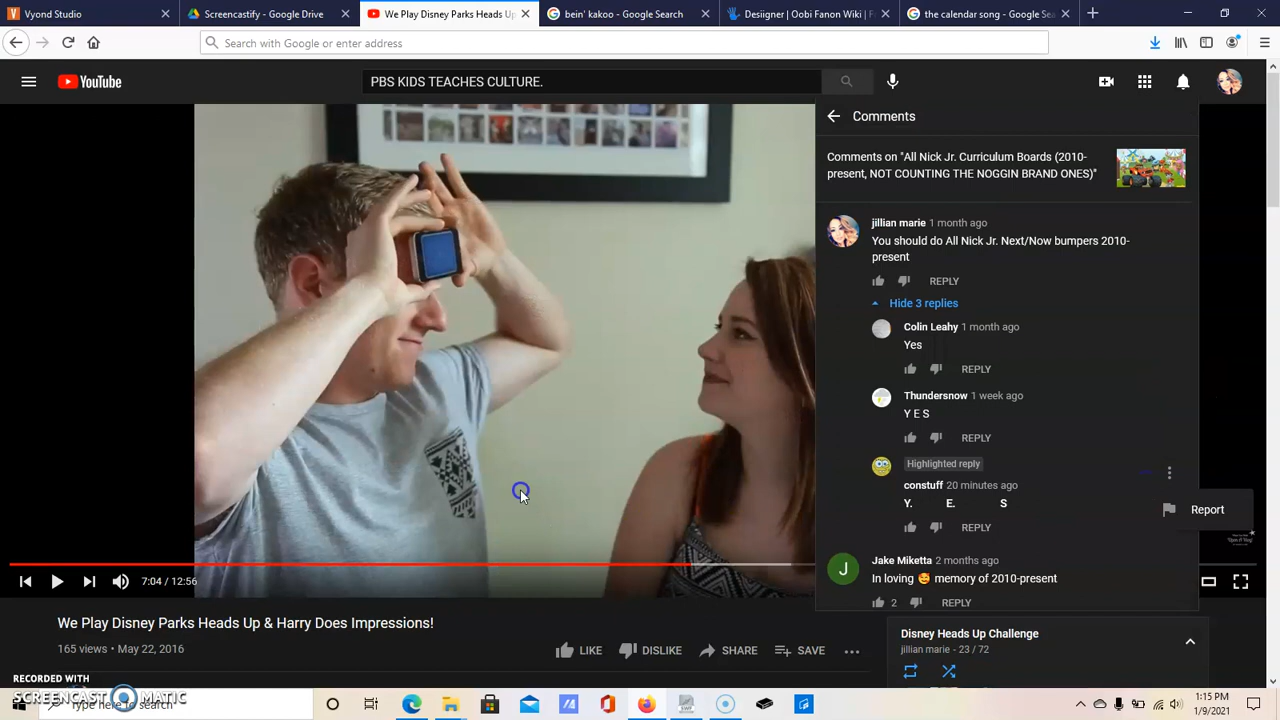 Vyond Studio
Screencastify - Google Drive
We Play Disney Parks Heads Up
bein' kakoo - Google Search
Desiigner | Oobi Fanon Wiki | F
the calendar song - Google Sea
Search with Google or enter address
YouTube
PBS KIDS TEACHES CULTURE.
Comments
Comments on "All Nick Jr. Curriculum Boards (2010-
present, NOT COUNTING THE NOGGIN BRAND ONES)"
jillian marie 1 month ago
You should do All Nick Jr. Next/Now bumpers 2010-
present
REPLY
Hide 3 replies
Colin Leahy 1 month ago
Yes
REPLY
Thundersnow 1 week ago
Y E S
REPLY
Highlighted reply
constuff 20 minutes ago
Y. E. S
Report
REPLY
Jake Miketta 2 months ago
J
In loving 🤩 memory of 2010-present
2 REPLY
7:04 / 12:56
We Play Disney Parks Heads Up & Harry Does Impressions!
165 views • May 22, 2016
LIKE DISLIKE SHARE SAVE
Disney Heads Up Challenge
jillian marie - 23 / 72
RECORDED WITH
SCREENCAST MATIC
Type here to search
1:15 PM
1/9/2021